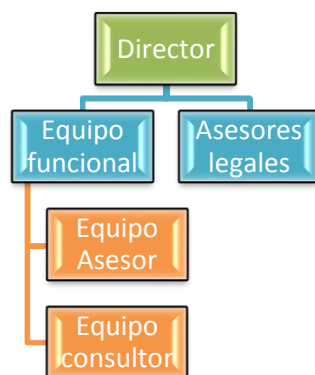 Director
Equipo
funcional
Asesores
legales
Equipo
Asesor
Equipo
consultor